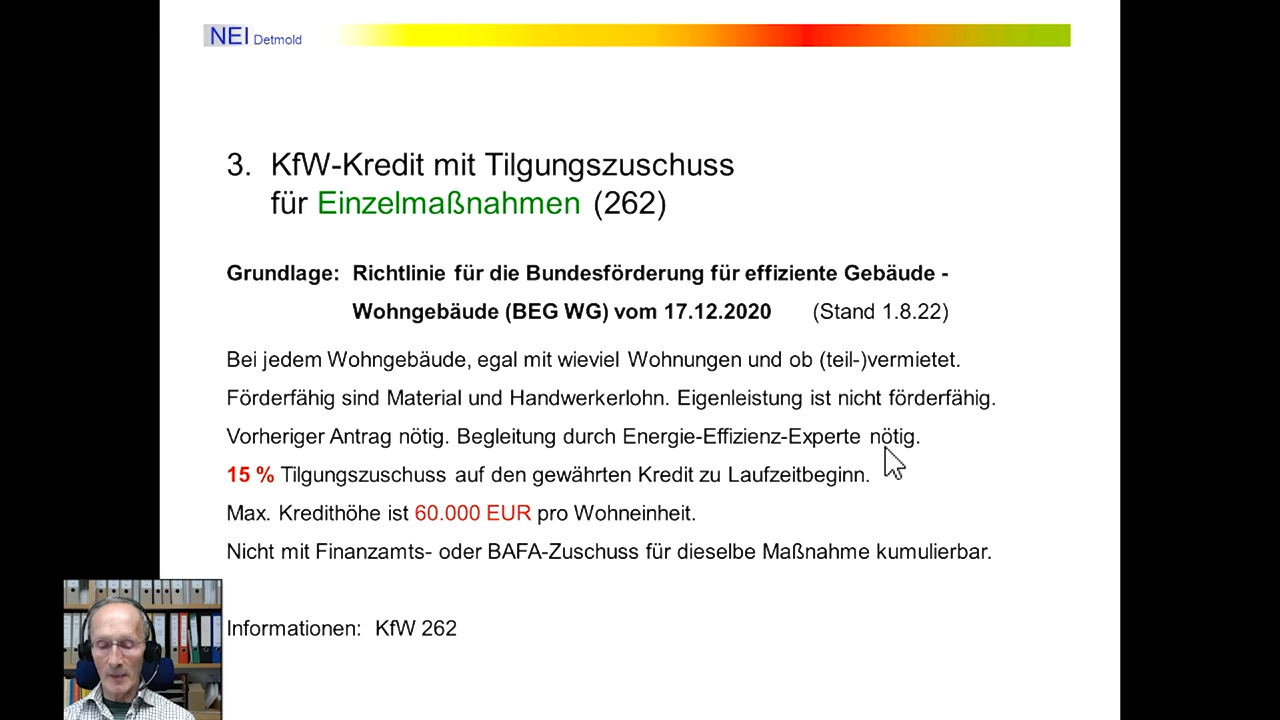 NEI Detmold
3. KfW-Kredit mit Tilgungszuschuss
für Einzelmaßnahmen (262)
Grundlage: Richtlinie für die Bundesförderung für effiziente Gebäude -
Wohngebäude (BEG WG) vom 17.12.2020 (Stand 1.8.22)
Bei jedem Wohngebäude, egal mit wieviel Wohnungen und ob (teil-)vermietet.
Förderfähig sind Material und Handwerkerlohn. Eigenleistung ist nicht förderfähig.
Vorheriger Antrag nötig. Begleitung durch Energie-Effizienz-Experte nötig.
15 % Tilgungszuschuss auf den gewährten Kredit zu Laufzeitbeginn.
Max. Kredithöhe ist 60.000 EUR pro Wohneinheit.
Nicht mit Finanzamts- oder BAFA-Zuschuss für dieselbe Maßnahme kumulierbar.
Informationen: KfW 262